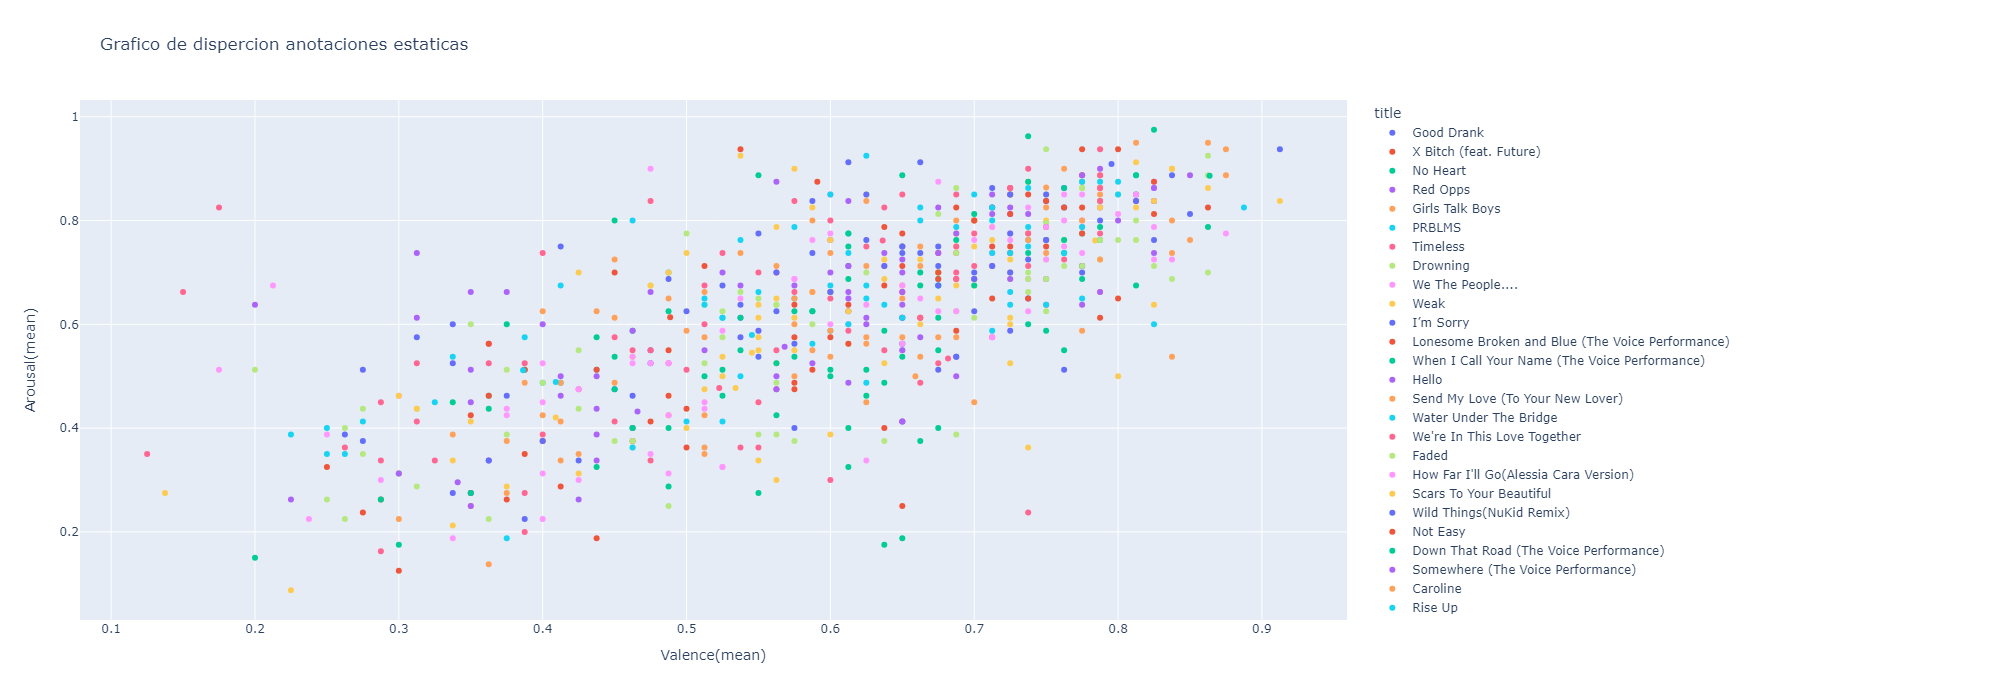 Grafico de dispercion anotaciones estaticas
1
0.8
0.6
0.4
0.2
Arousal(mean)
0.1 0.2 0.3 0.4 0.5 0.6 0.7 0.8 0.9
Valence(mean)
title
Good Drank
X Bitch (feat. Future)
No Heart
Red Opps
Girls Talk Boys
PRBLMS
Timeless
Drowning
We The People....
Weak
I’m Sorry
Lonesome Broken and Blue (The Voice Performance)
When I Call Your Name (The Voice Performance)
Hello
Send My Love (To Your New Lover)
Water Under The Bridge
We're In This Love Together
Faded
How Far I'll Go(Alessia Cara Version)
Scars To Your Beautiful
Wild Things(NuKid Remix)
Not Easy
Down That Road (The Voice Performance)
Somewhere (The Voice Performance)
Caroline
Rise Up